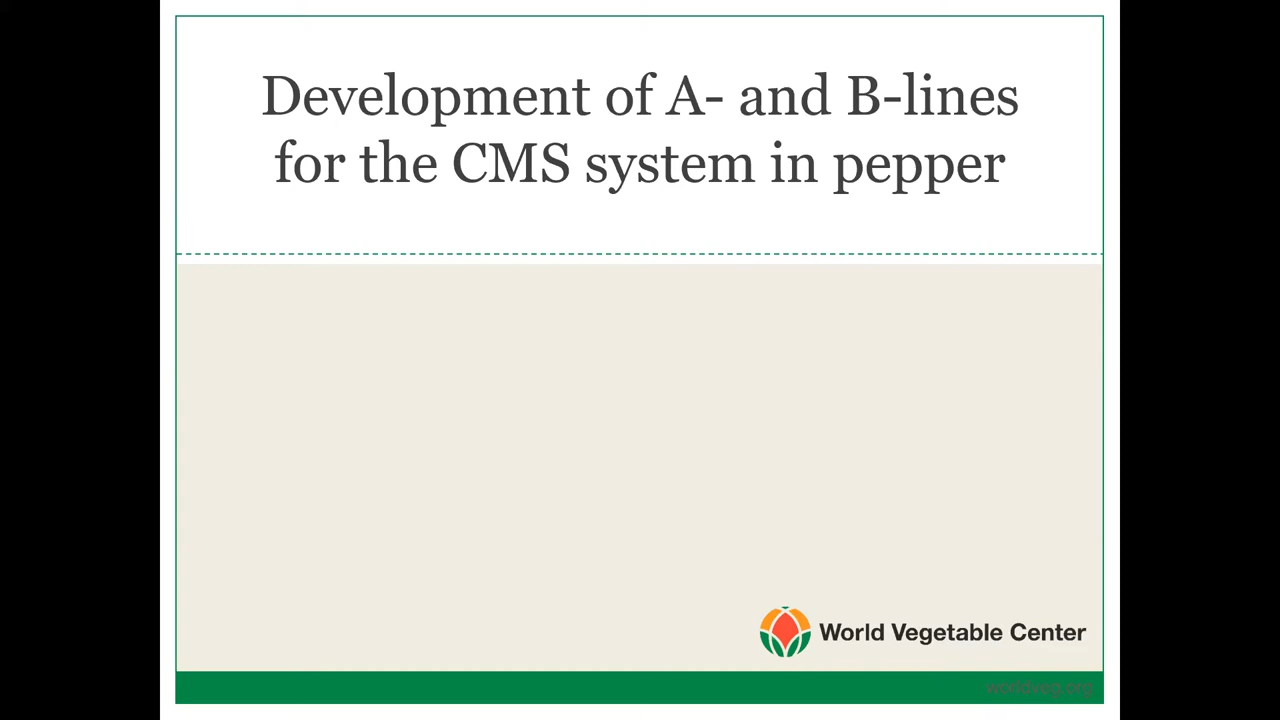 Development of A- and B-lines
for the CMS system in pepper
World Vegetable Center
worldveg.org